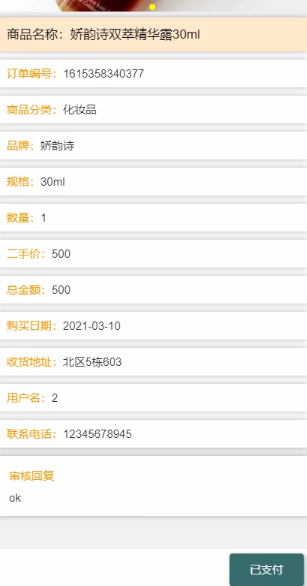 商品名称：娇韵诗双萃精华露30ml
订单编号：1615358340377
商品分类：化妆品
品牌：娇韵诗
规格：30ml
数量：1
二手价：500
总金额：500
购买日期：2021-03-10
收货地址：北区5栋603
用户名：2
联系电话：12345678945
审核回复
ok
已支付